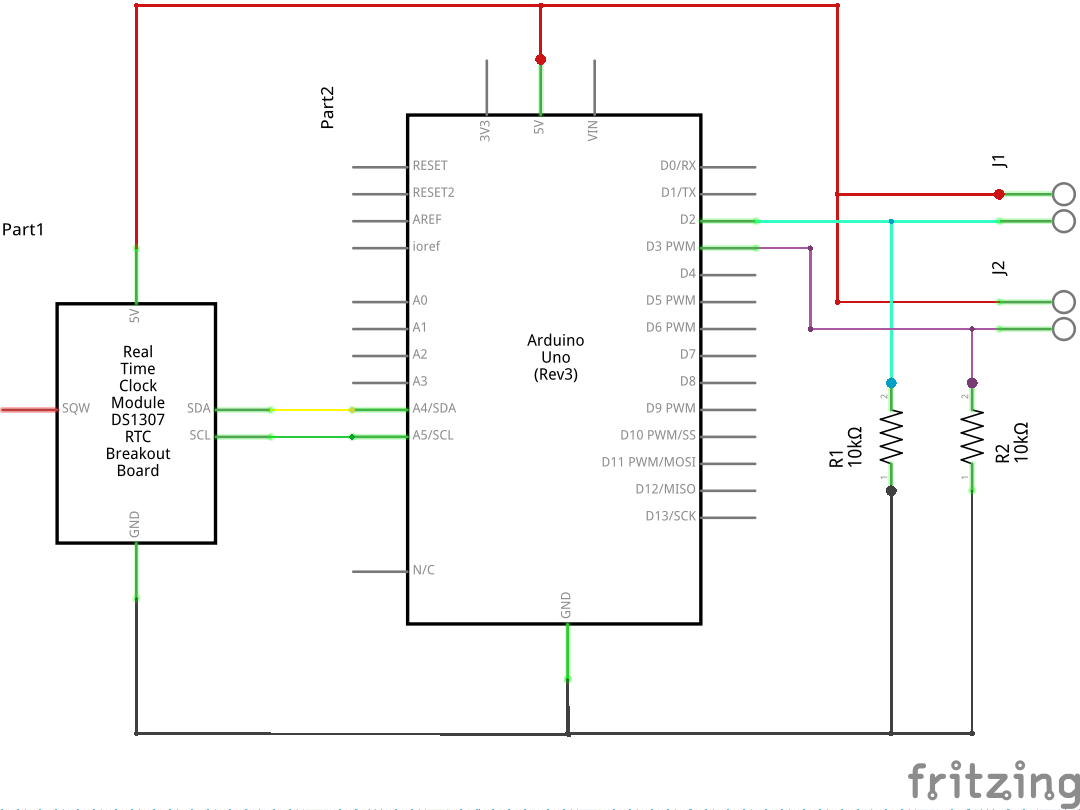 Part1
5V
Real
Time
Clock
Module
DS1307
RTC
Breakout
Board
SQW
SDA
SCL
GND
Part2
3V3
5V
VIN
RESET
RESET2
AREF
ioref
A0
A1
A2
A3
A4/SDA
A5/SCL
N/C
Arduino
Uno
(Rev3)
D0/RX
D1/TX
D2
D3 PWM
D4
D5 PWM
D6 PWM
D7
D8
D9 PWM
D10 PWM/SS
D11 PWM/MOSI
D12/MISO
D13/SCK
GND
J1
J2
2
R1
10kΩ
1
2
R2
10kΩ
1
fritzing